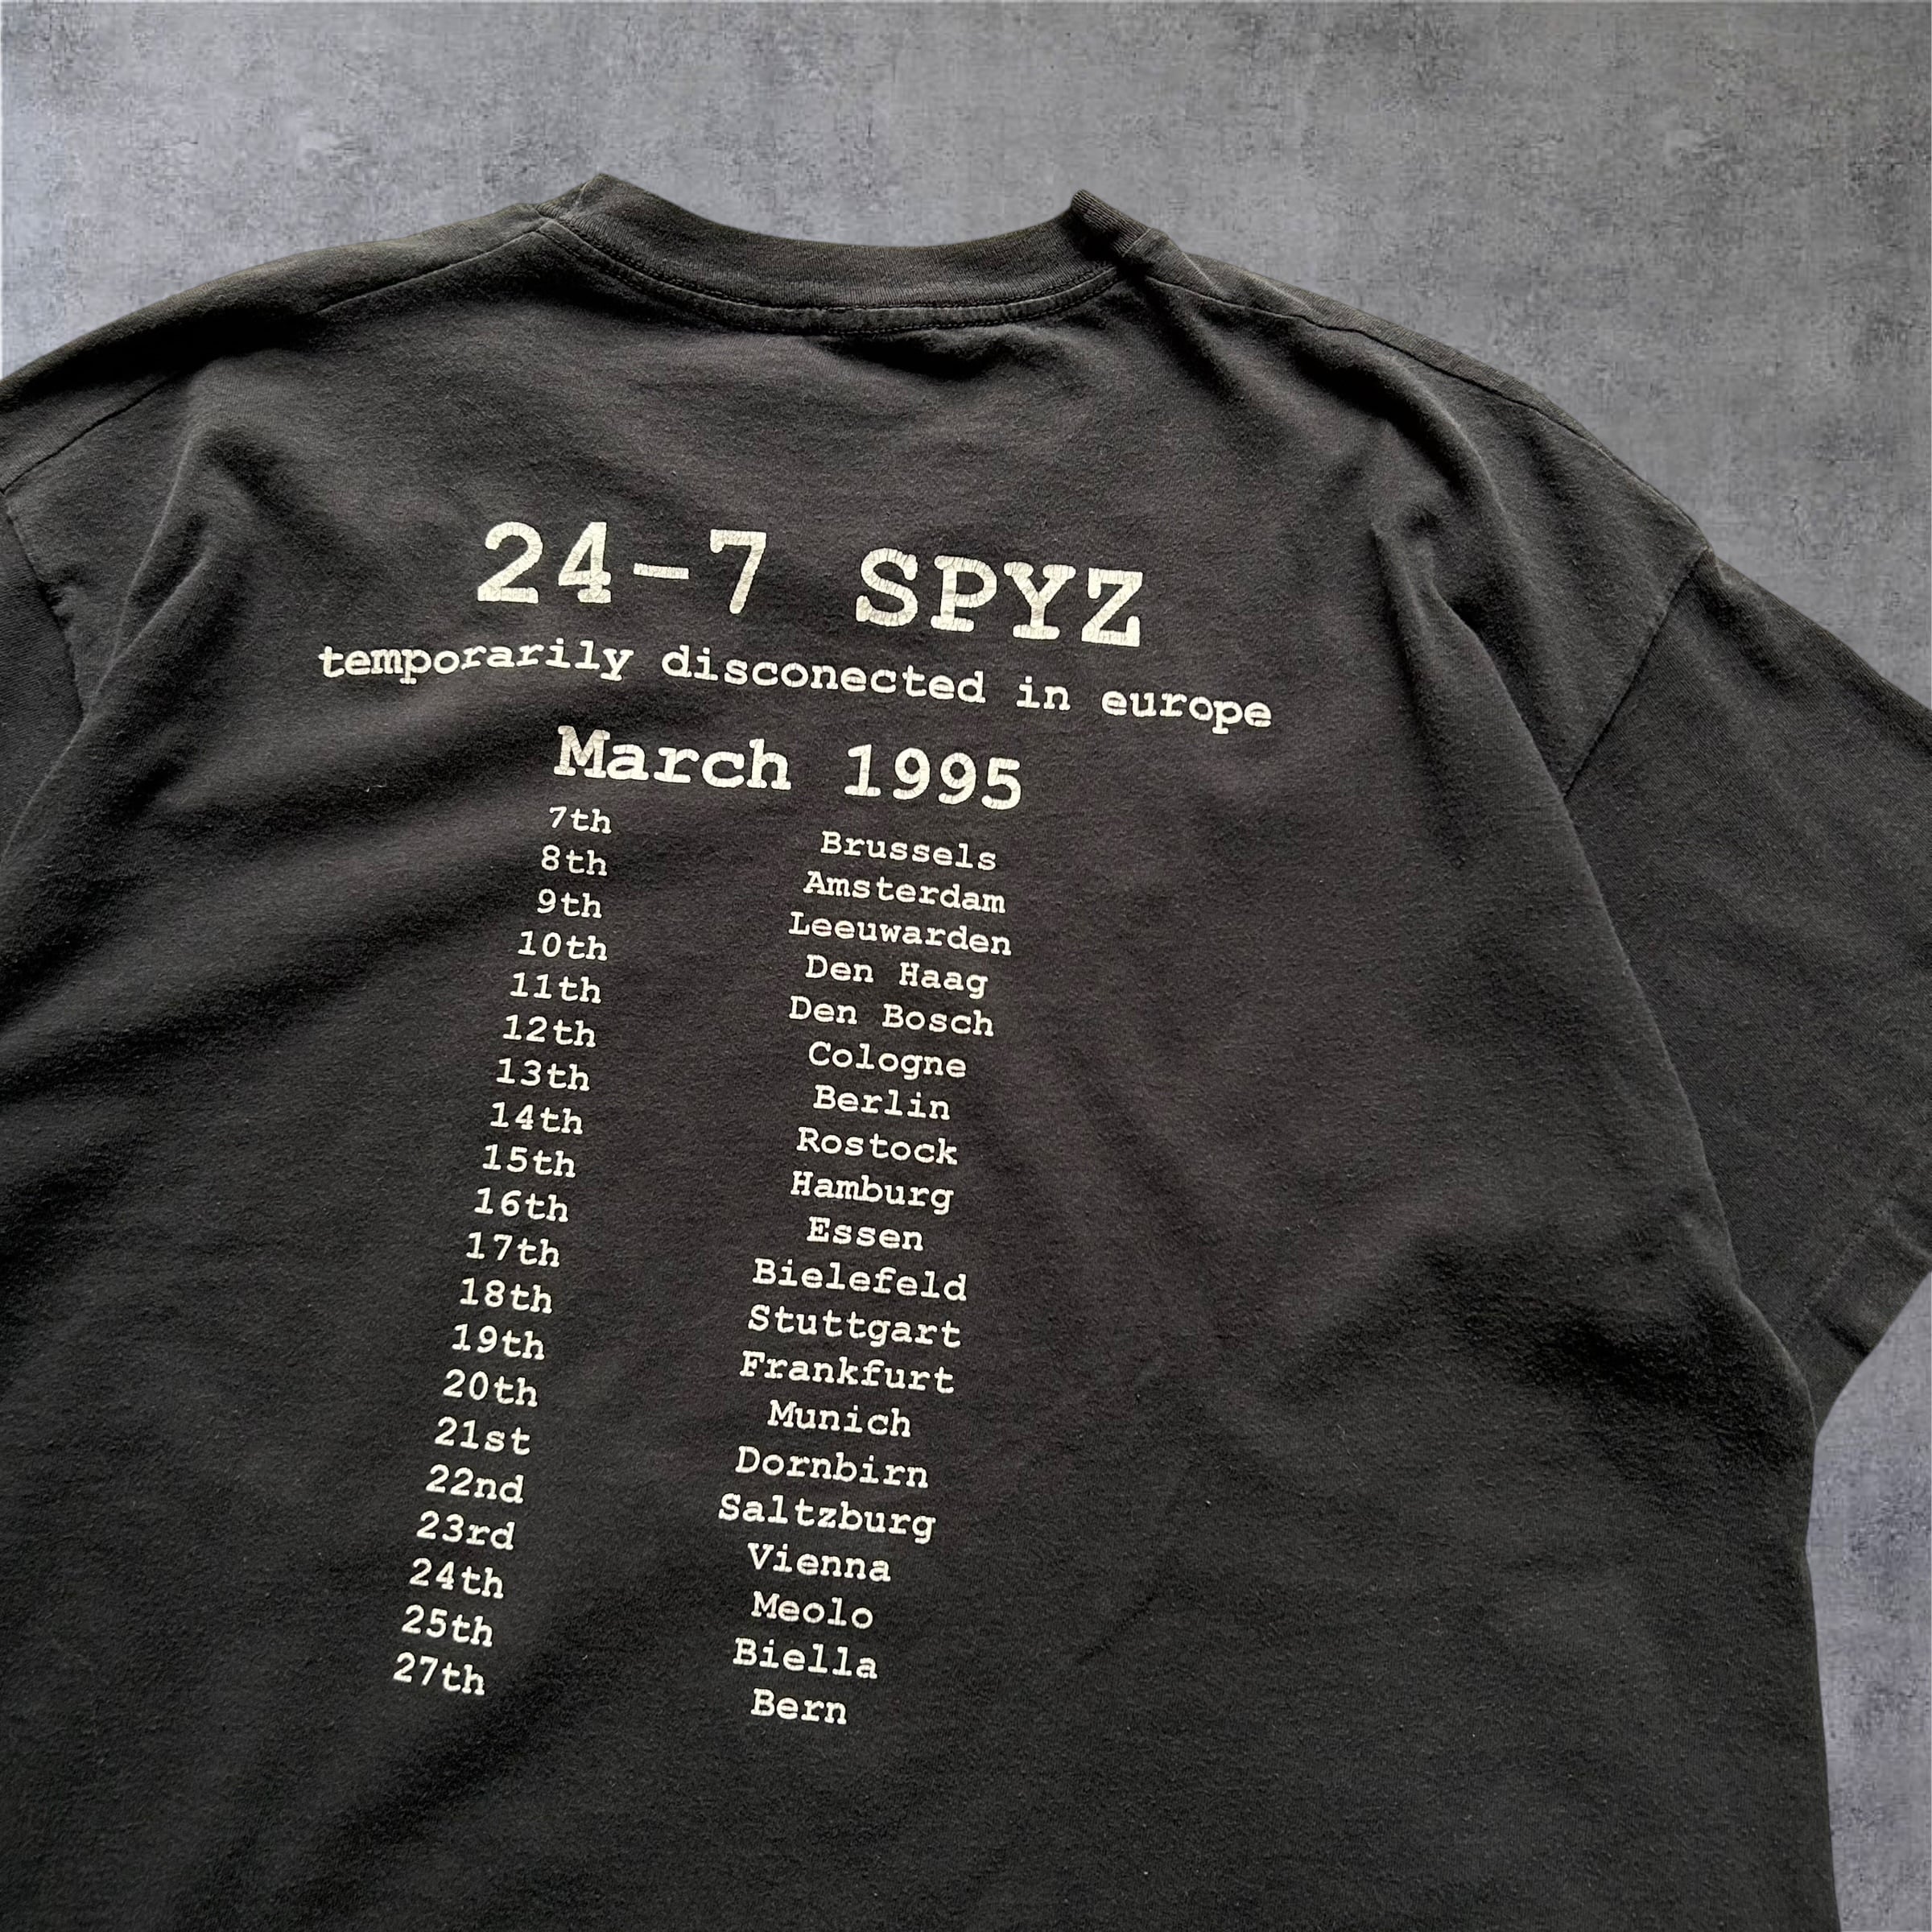 24-7 SPYZ
temporarily disconected in europe
March 1995
7th Brussels
8th Amsterdam
9th Leeuwarden
10th Den Haag
11th Den Bosch
12th Cologne
13th Berlin
14th Rostock
15th Hamburg
16th Essen
17th Bielefeld
18th Stuttgart
19th Frankfurt
20th Munich
21st Dornbirn
22nd Saltzburg
23rd Vienna
24th Meolo
25th Biella
27th Bern